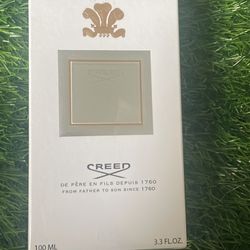 CREED
DE PÈRE EN FILS DEPUIS 1760
FROM FATHER TO SON SINCE 1760
100 ML 3.3 FL.OZ.